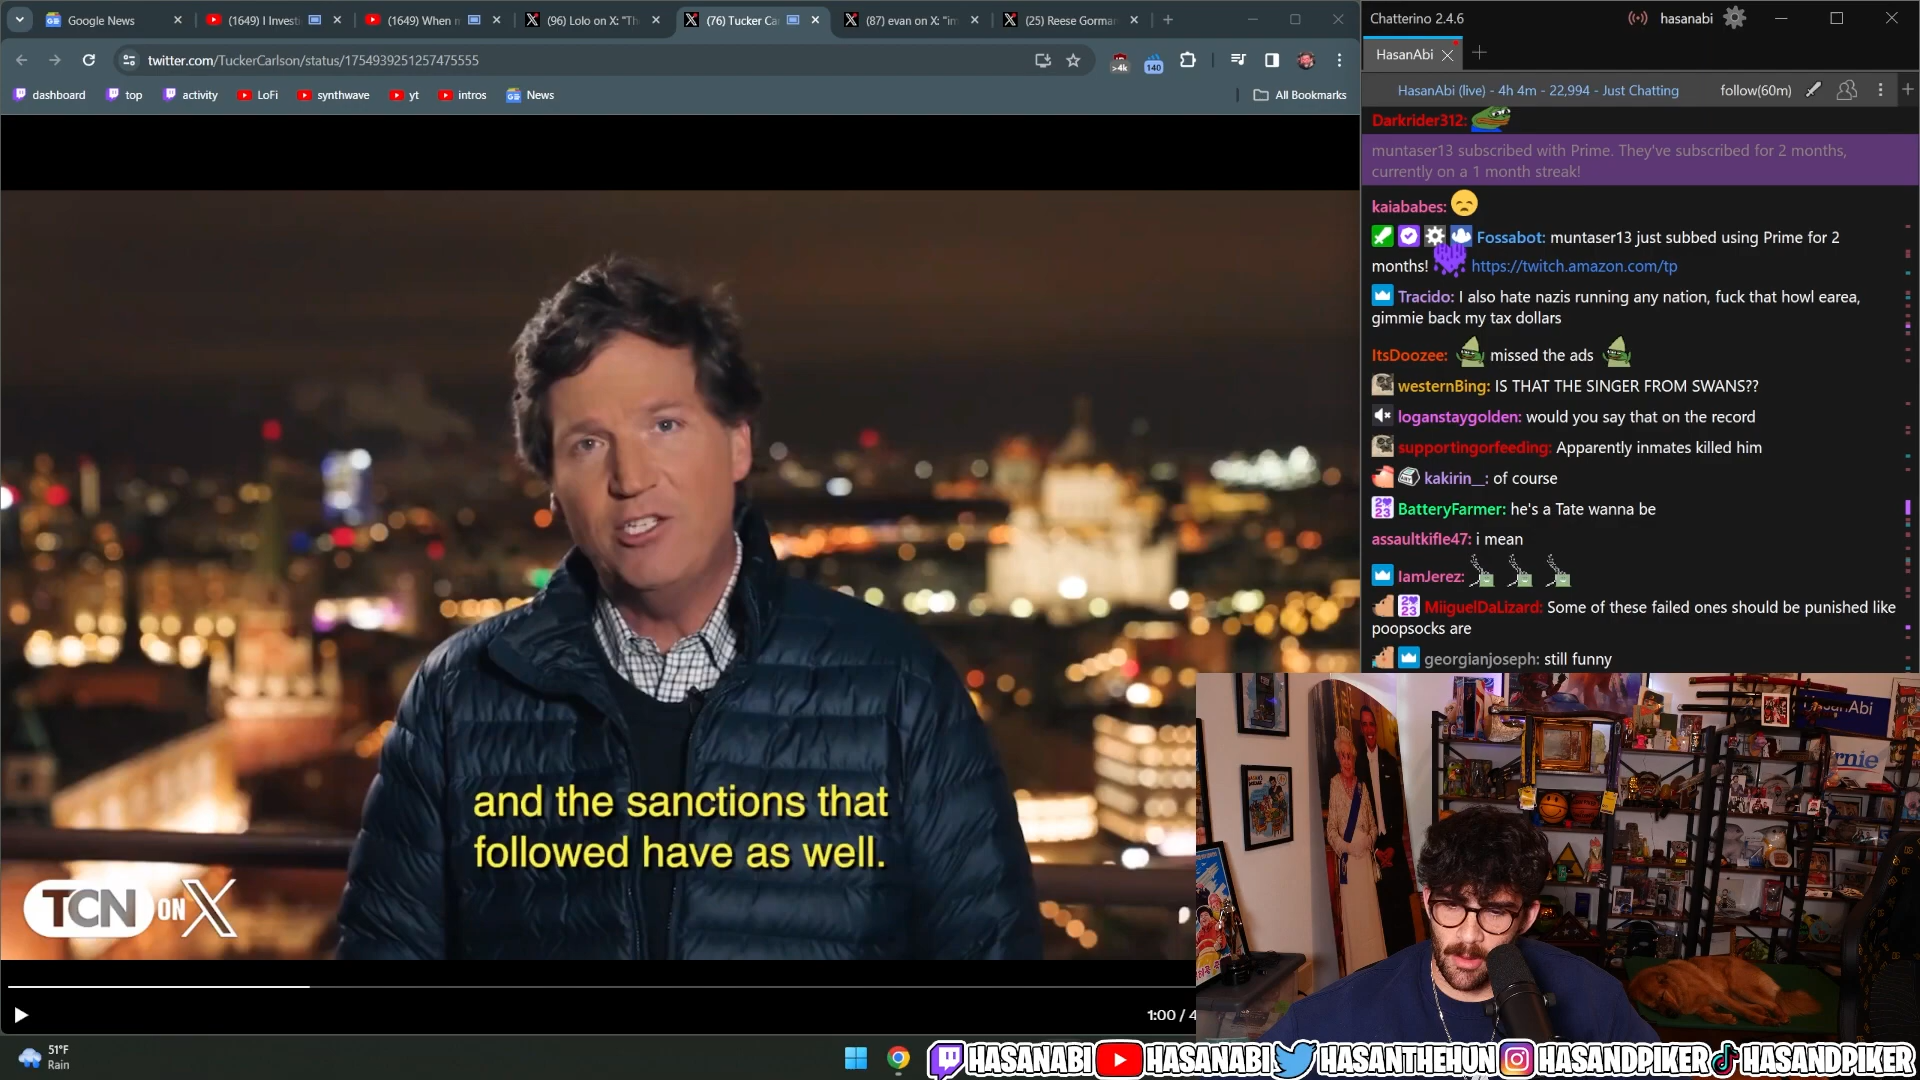 Google News
(1649) I Invest
(1649) When m
(96) Lolo on X: "Th
(76) Tucker Car
(87) evan on X: "im
(25) Reese Gorman
twitter.com/TuckerCarlson/status/1754939251257475555
>4k
140
dashboard
top
activity
LoFi
synthwave
yt
intros
News
All Bookmarks
and the sanctions that
followed have as well.
TCN ON X
1:00 / 4
Chatterino 2.4.6
hasanabi
HasanAbi
HasanAbi (live) - 4h 4m - 22,994 - Just Chatting
follow(60m)
Darkrider312:
muntaser13 subscribed with Prime. They've subscribed for 2 months,
currently on a 1 month streak!
kaiababes:
Fossabot: muntaser13 just subbed using Prime for 2
months! https://twitch.amazon.com/tp
Tracido: I also hate nazis running any nation, fuck that howl earea,
gimmie back my tax dollars
ItsDoozee: missed the ads
westernBing: IS THAT THE SINGER FROM SWANS??
loganstaygolden: would you say that on the record
supportingorfeeding: Apparently inmates killed him
kakirin__: of course
2023 BatteryFarmer: he's a Tate wanna be
assaultkifle47: i mean
IamJerez:
2023 MiiguelDaLizard: Some of these failed ones should be punished like
poopsocks are
georgianjoseph: still funny
51°F
Rain
HASANABI HASANABI HASANTHEHUN HASANDPIKER HASANDPIKER